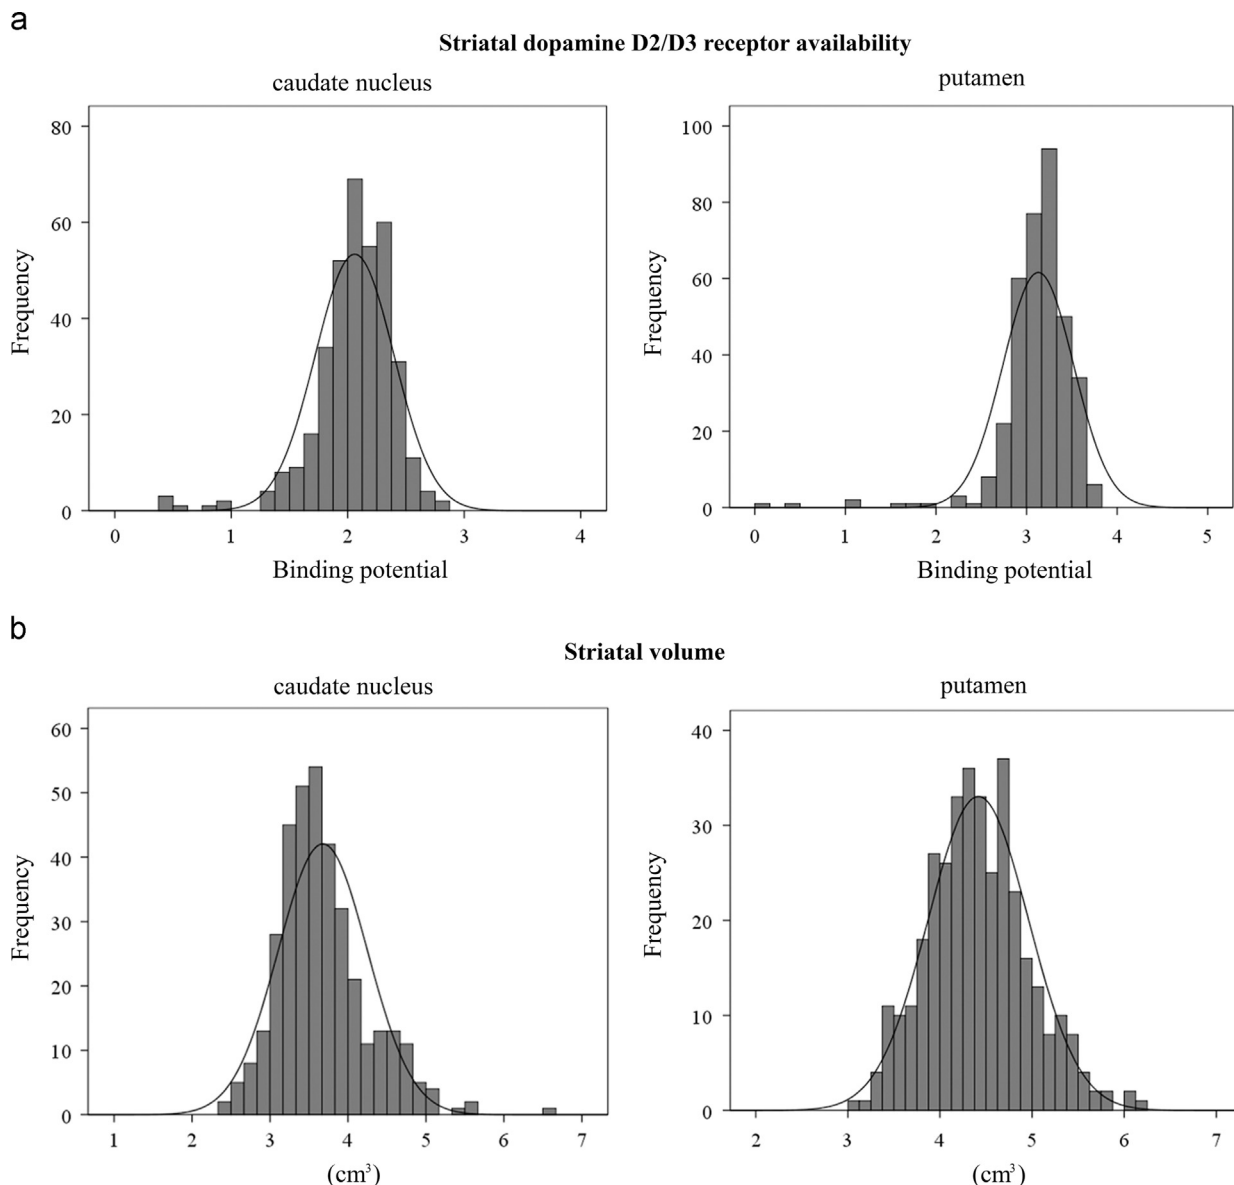 a
Striatal dopamine D2/D3 receptor availability
caudate nucleus
putamen
80
60
40
20
0
Frequency
0 1 2 3 4
Binding potential
100
80
60
40
20
0
Frequency
0 1 2 3 4 5
Binding potential
b
Striatal volume
caudate nucleus
putamen
60
50
40
30
20
10
0
Frequency
1 2 3 4 5 6 7
(cm³)
40
30
20
10
0
Frequency
2 3 4 5 6 7
(cm³)